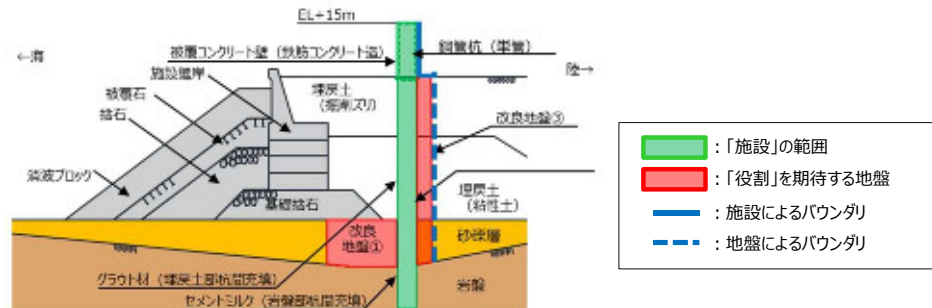 EL+15m
被覆コンクリート壁(鉄筋コンクリート造)
鋼管杭(単管)
←海
陸→
施設護岸
埋戻土
(掘削ズリ)
被覆石
捨石
改良地盤③
消波ブロック
埋戻土
(粘性土)
基礎捨石
改良
地盤①
砂礫層
グラウト材(埋戻土部杭間充填)
岩盤
セメントミルク(岩盤部杭間充填)
:「施設」の範囲
:「役割」を期待する地盤
:施設によるバウンダリ
:地盤によるバウンダリ